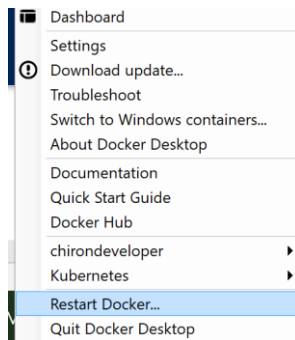 Dashboard
Settings
Download update...
Troubleshoot
Switch to Windows containers...
About Docker Desktop
Documentation
Quick Start Guide
Docker Hub
chirondeveloper
Kubernetes
Restart Docker...
Quit Docker Desktop